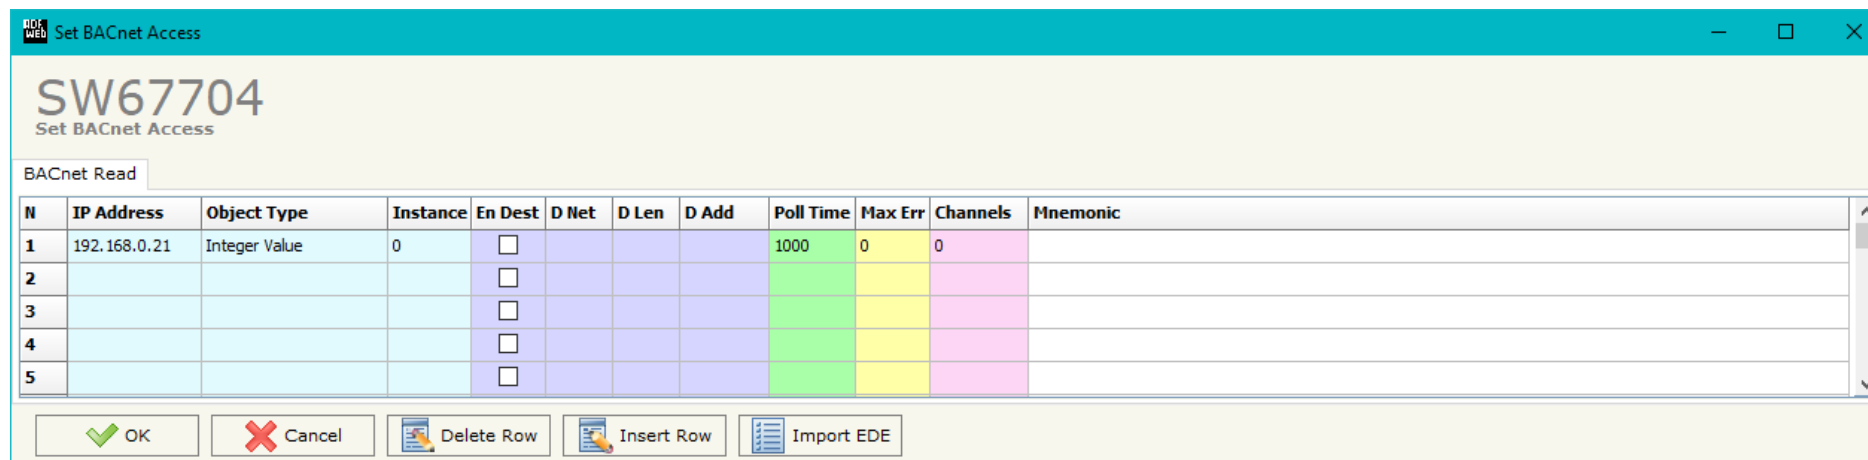 ADF WEB Set BACnet Access
SW67704
Set BACnet Access
BACnet Read
N IP Address Object Type Instance En Dest D Net D Len D Add Poll Time Max Err Channels Mnemonic
1 192.168.0.21 Integer Value 0 1000 0 0
2
3
4
5
OK Cancel Delete Row Insert Row Import EDE